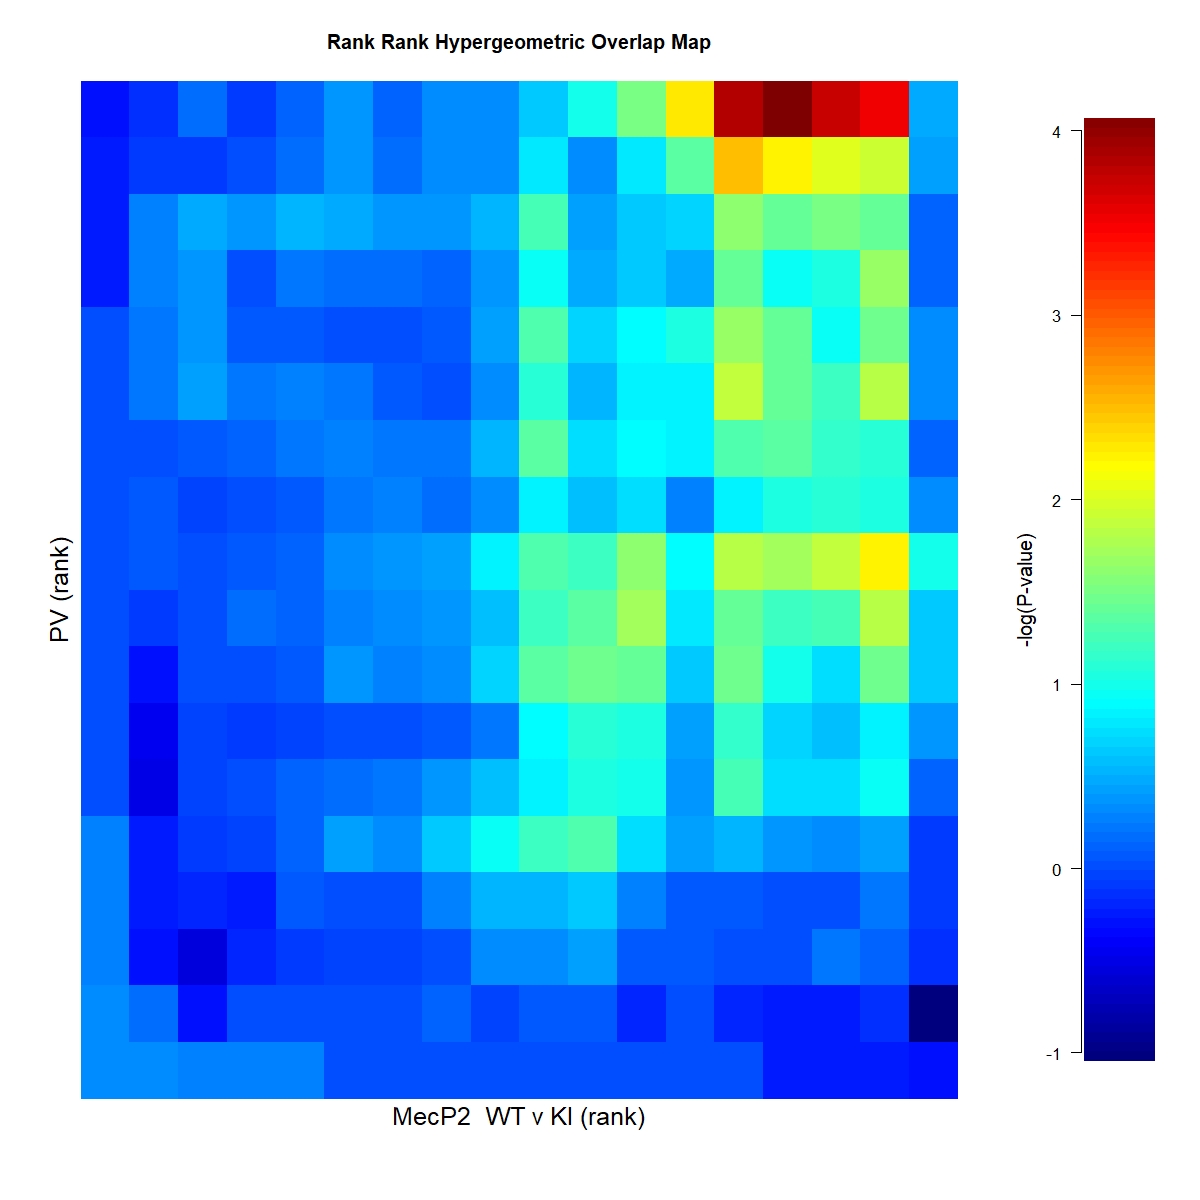 Rank Rank Hypergeometric Overlap Map
4
3
2
1
0
-1
-log(P-value)
PV (rank)
MecP2  WT v KI (rank)